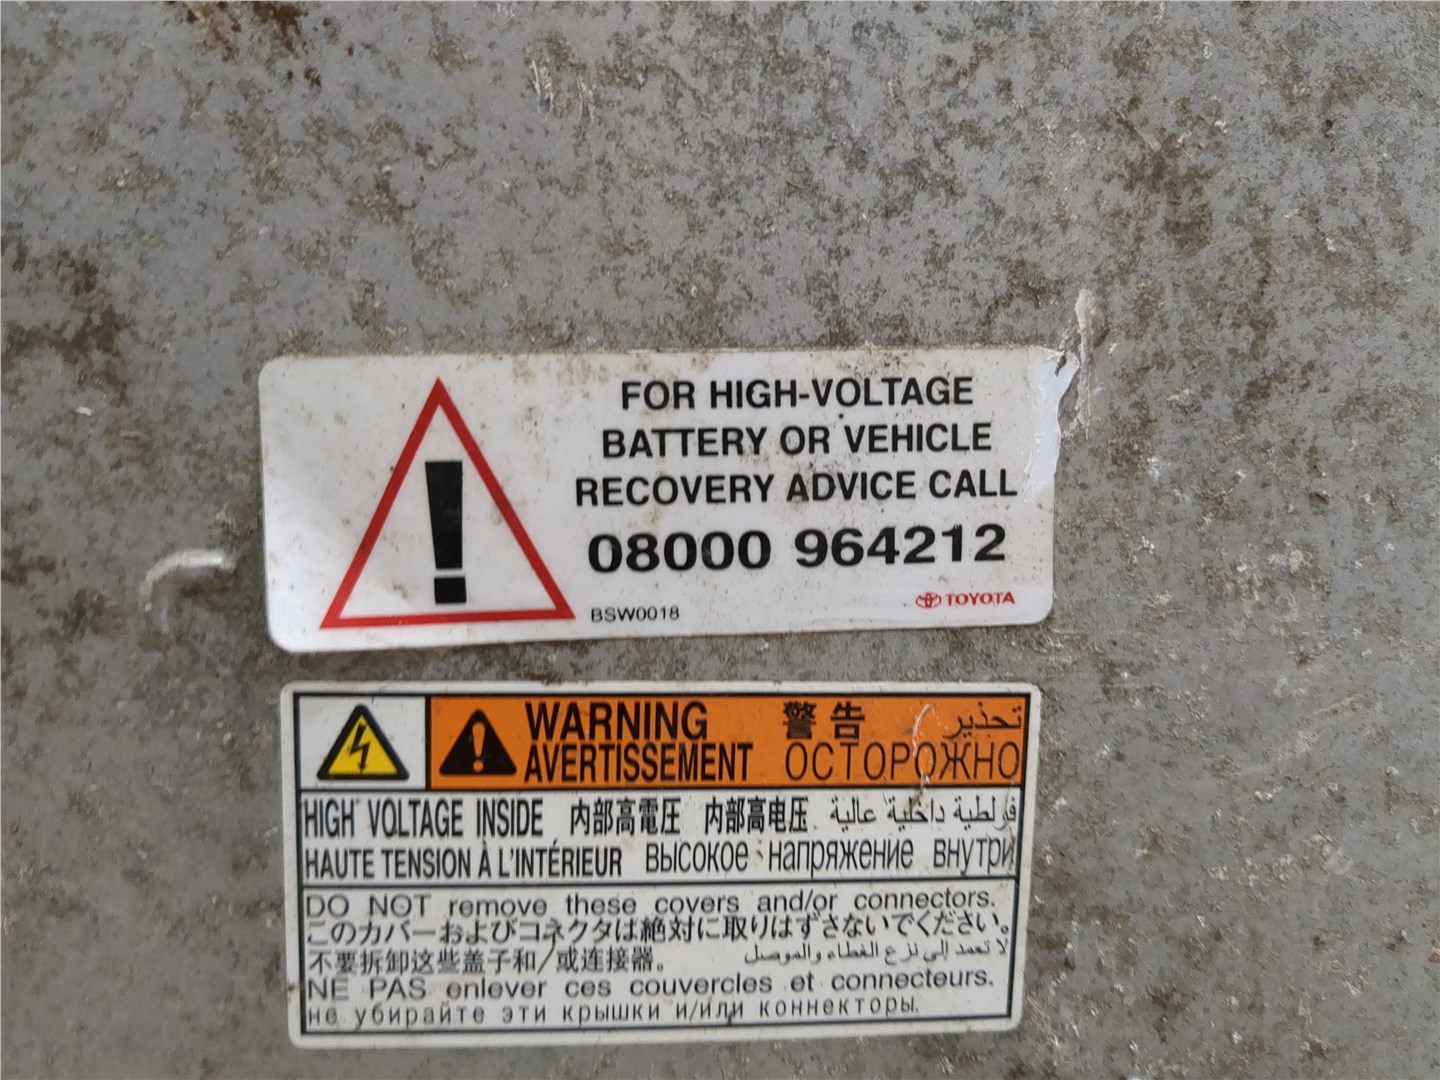 FOR HIGH-VOLTAGE
BATTERY OR VEHICLE
RECOVERY ADVICE CALL
08000 964212
BSW0018
TOYOTA
WARNING 警告 تحذير
AVERTISSEMENT ОСТОРОЖНО
HIGH VOLTAGE INSIDE 内部高電圧 内部高电压 فولطية داخلية عالية
HAUTE TENSION À L'INTÉRIEUR высокое напряжение внутри
DO NOT remove these covers and/or connectors.
このカバーおよびコネクタは絶対に取りはずさないでください。
不要拆卸这些盖子和/或连接器。 لا تعمد إلى نزع الغطاء والموصل
NE PAS enlever ces couvercles et connecteurs.
не убирайте эти крышки и/или коннекторы.